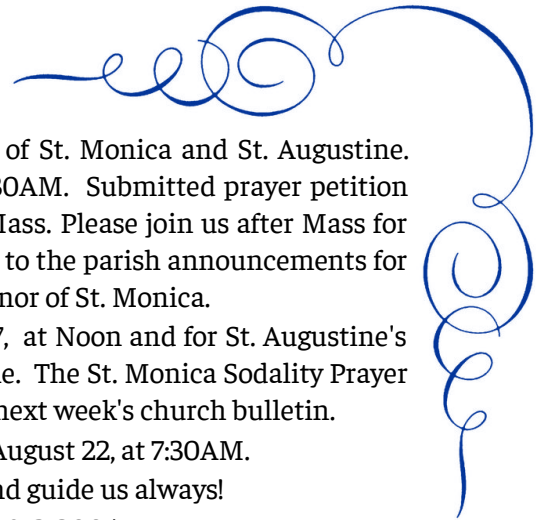 of St. Monica and St. Augustine.
30AM. Submitted prayer petition
Mass. Please join us after Mass for
to the parish announcements for
nor of St. Monica.
7, at Noon and for St. Augustine's
e. The St. Monica Sodality Prayer
next week's church bulletin.
August 22, at 7:30AM.
nd guide us always!